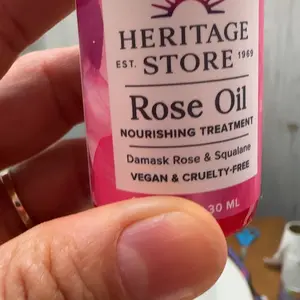 HERITAGE
EST. STORE 1969
Rose Oil
NOURISHING TREATMENT
Damask Rose & Squalane
VEGAN & CRUELTY-FREE
30 ML